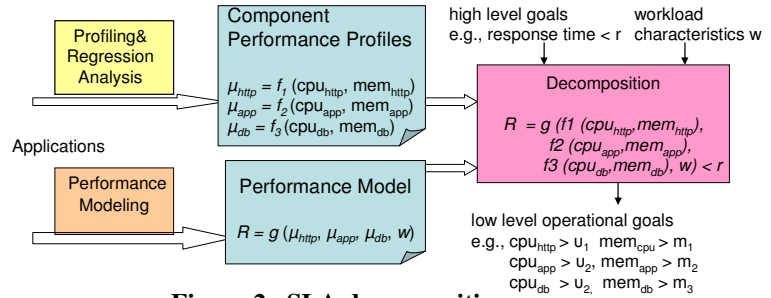 Profiling&
Regression
Analysis
Component
Performance Profiles
μhttp = f1 (cpuhttp, memhttp)
μapp = f2 (cpuapp, memapp)
μdb = f3 (cpudb, memdb)
high level goals
e.g., response time < r
workload
characteristics w
Decomposition
R = g (f1 (cpuhttp,memhttp),
f2 (cpuapp,memapp),
f3 (cpudb,memdb), w) < r
Applications
Performance
Modeling
Performance Model
R = g (μhttp, μapp, μdb, w)
low level operational goals
e.g., cpuhttp > υ1 memcpu > m1
cpuapp > υ2, memapp > m2
cpudb > υ2, memdb > m3